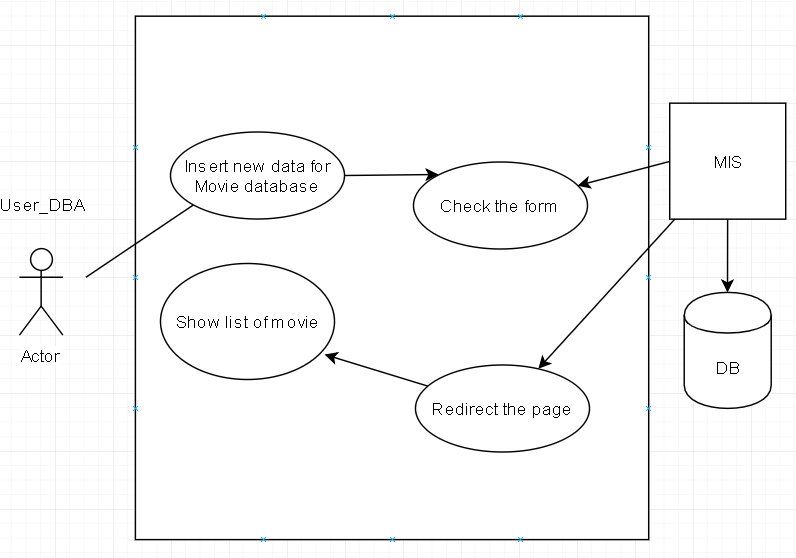 Insert new data for
Movie database
MIS
Check the form
User_DBA
Show list of movie
Actor
DB
Redirect the page